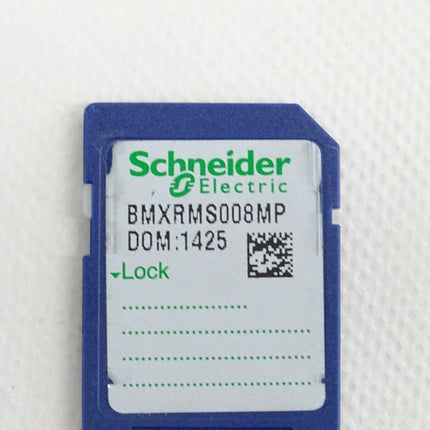 Schneider
Electric
BMXRMS008MP
DOM:1425
Lock